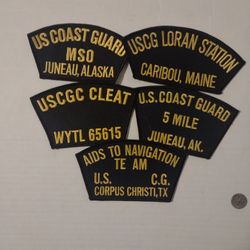 US COAST GUARD
MSO
JUNEAU, ALASKA
USCG LORAN STATION
CARIBOU, MAINE
USCGC CLEAT
WYTL 65615
U.S. COAST GUARD
5 MILE
JUNEAU, AK.
AIDS TO NAVIGATION
TE AM
U.S. C.G.
CORPUS CHRISTI,TX